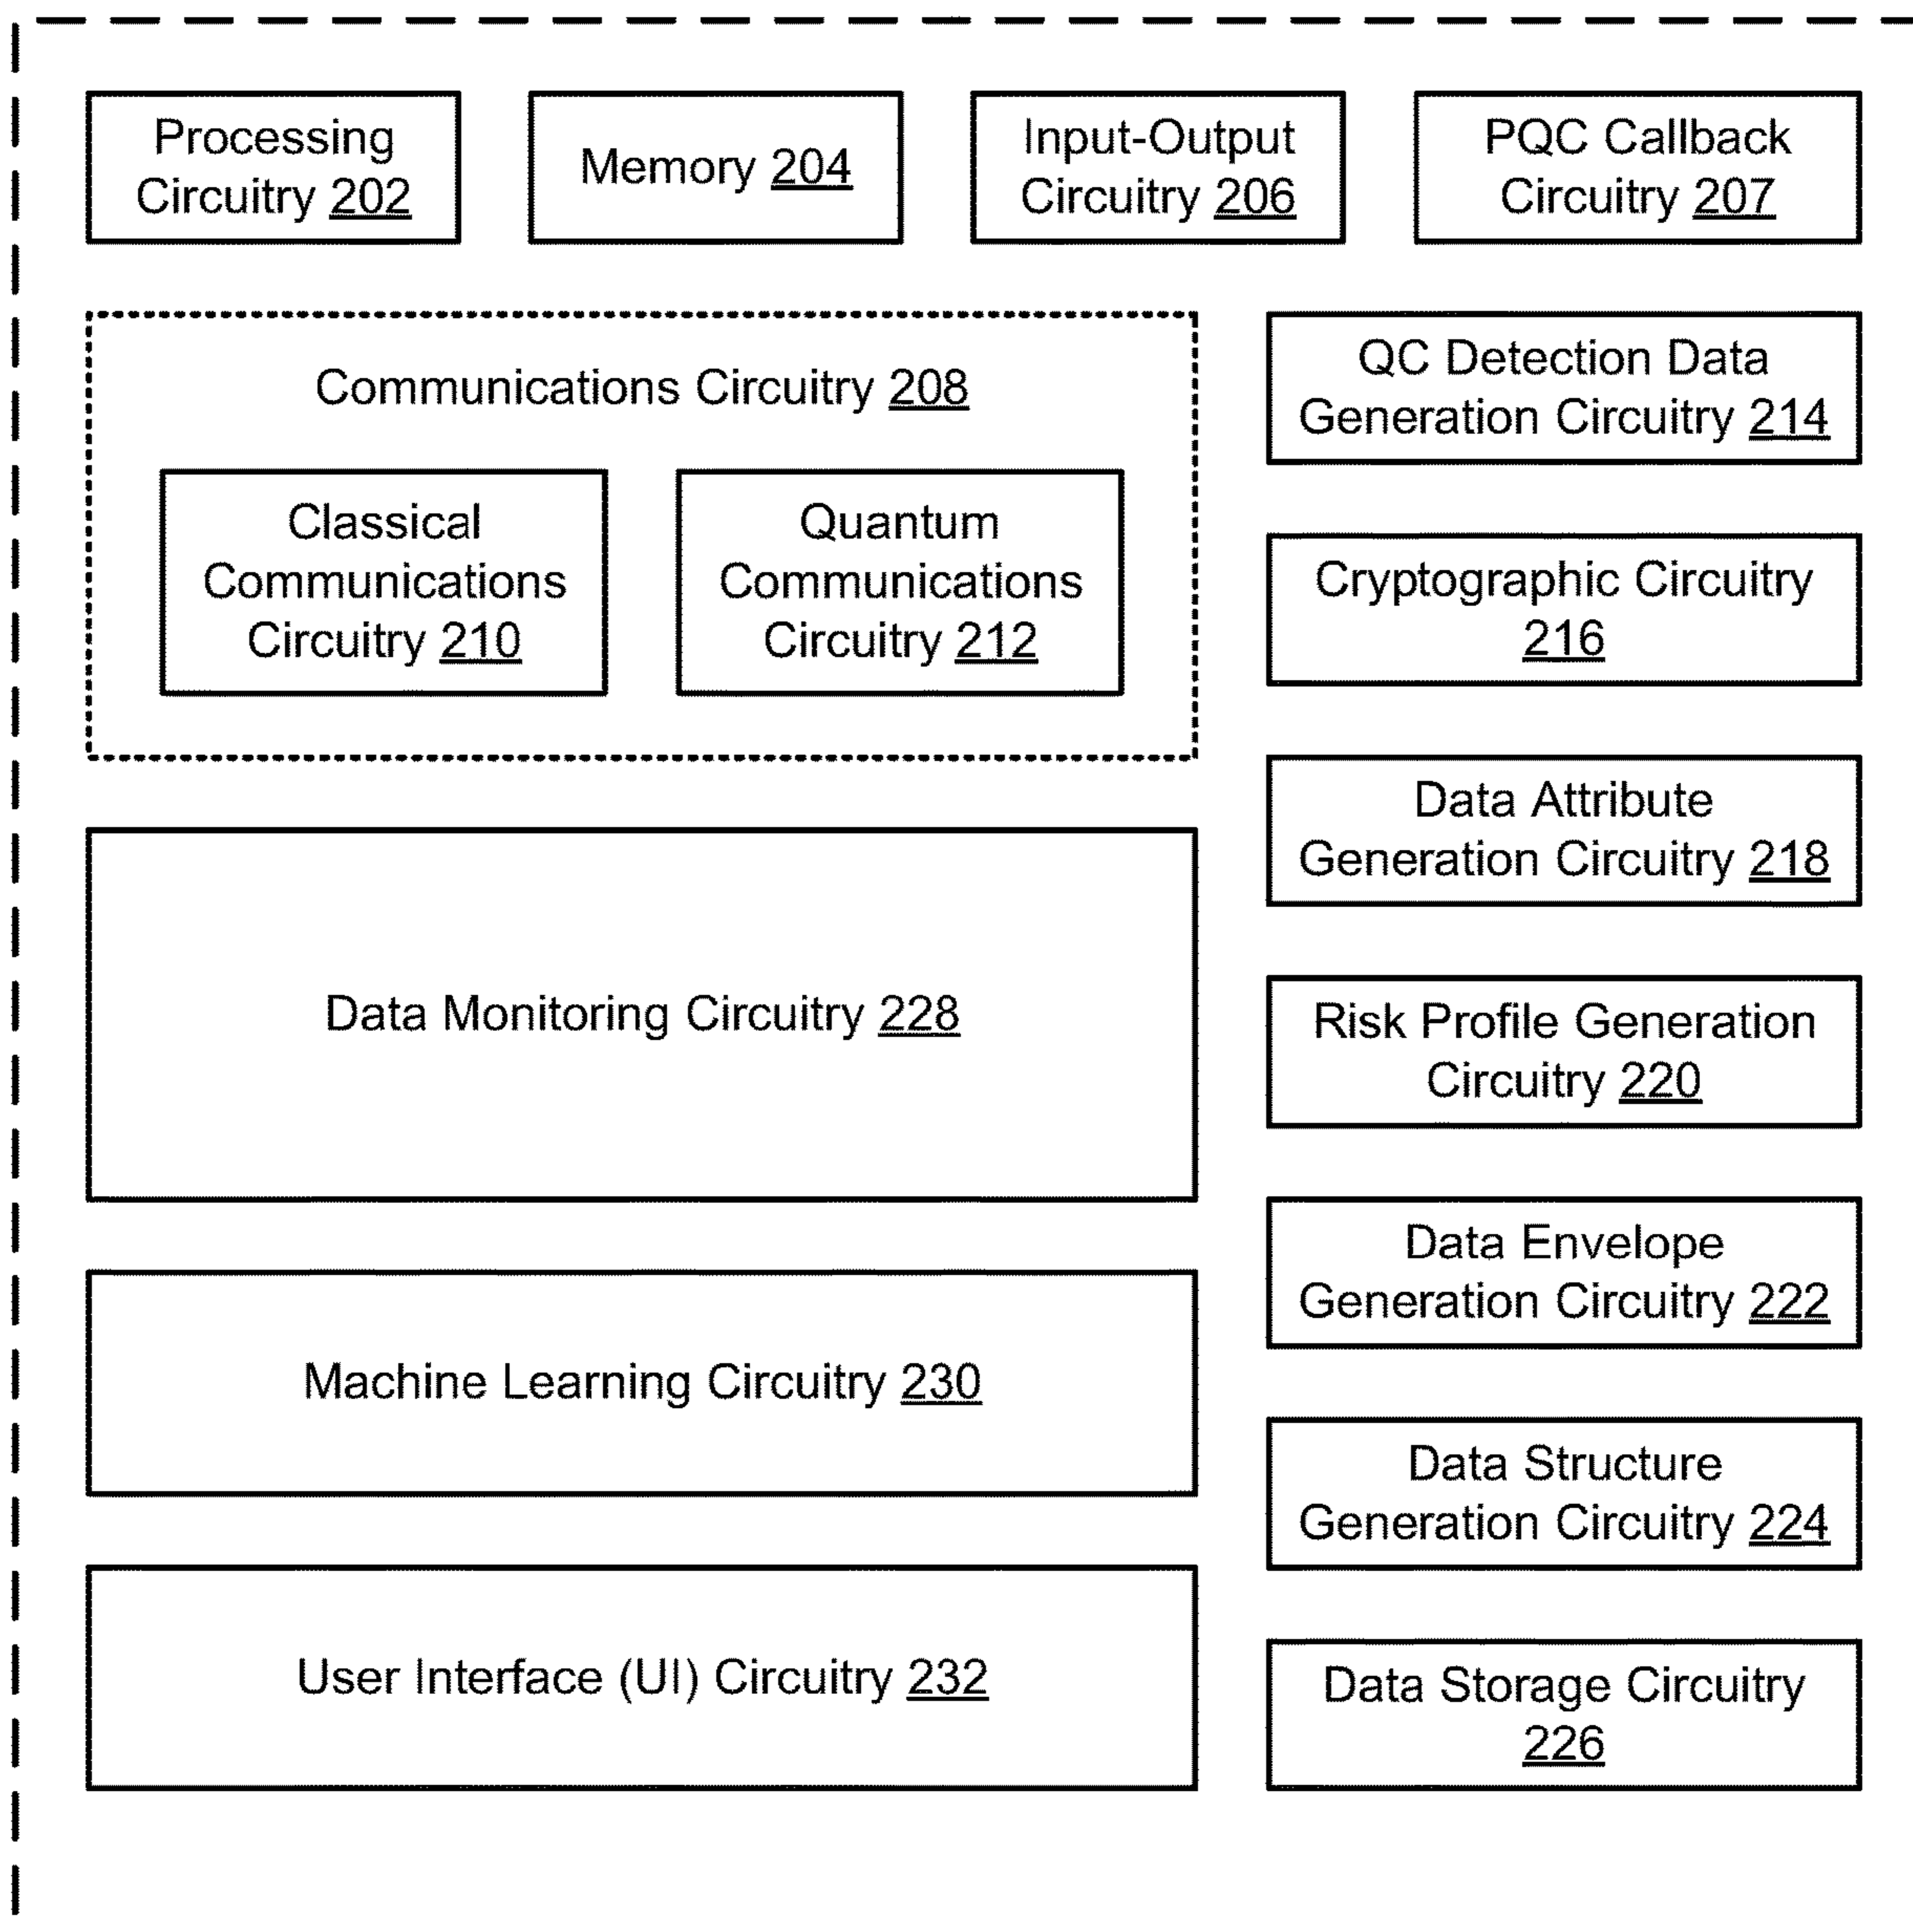 Processing
Circuitry 202
Memory 204
Input-Output
Circuitry 206
PQC Callback
Circuitry 207
Communications Circuitry 208
Classical
Communications
Circuitry 210
Quantum
Communications
Circuitry 212
Data Monitoring Circuitry 228
Machine Learning Circuitry 230
User Interface (UI) Circuitry 232
QC Detection Data
Generation Circuitry 214
Cryptographic Circuitry
216
Data Attribute
Generation Circuitry 218
Risk Profile Generation
Circuitry 220
Data Envelope
Generation Circuitry 222
Data Structure
Generation Circuitry 224
Data Storage Circuitry
226